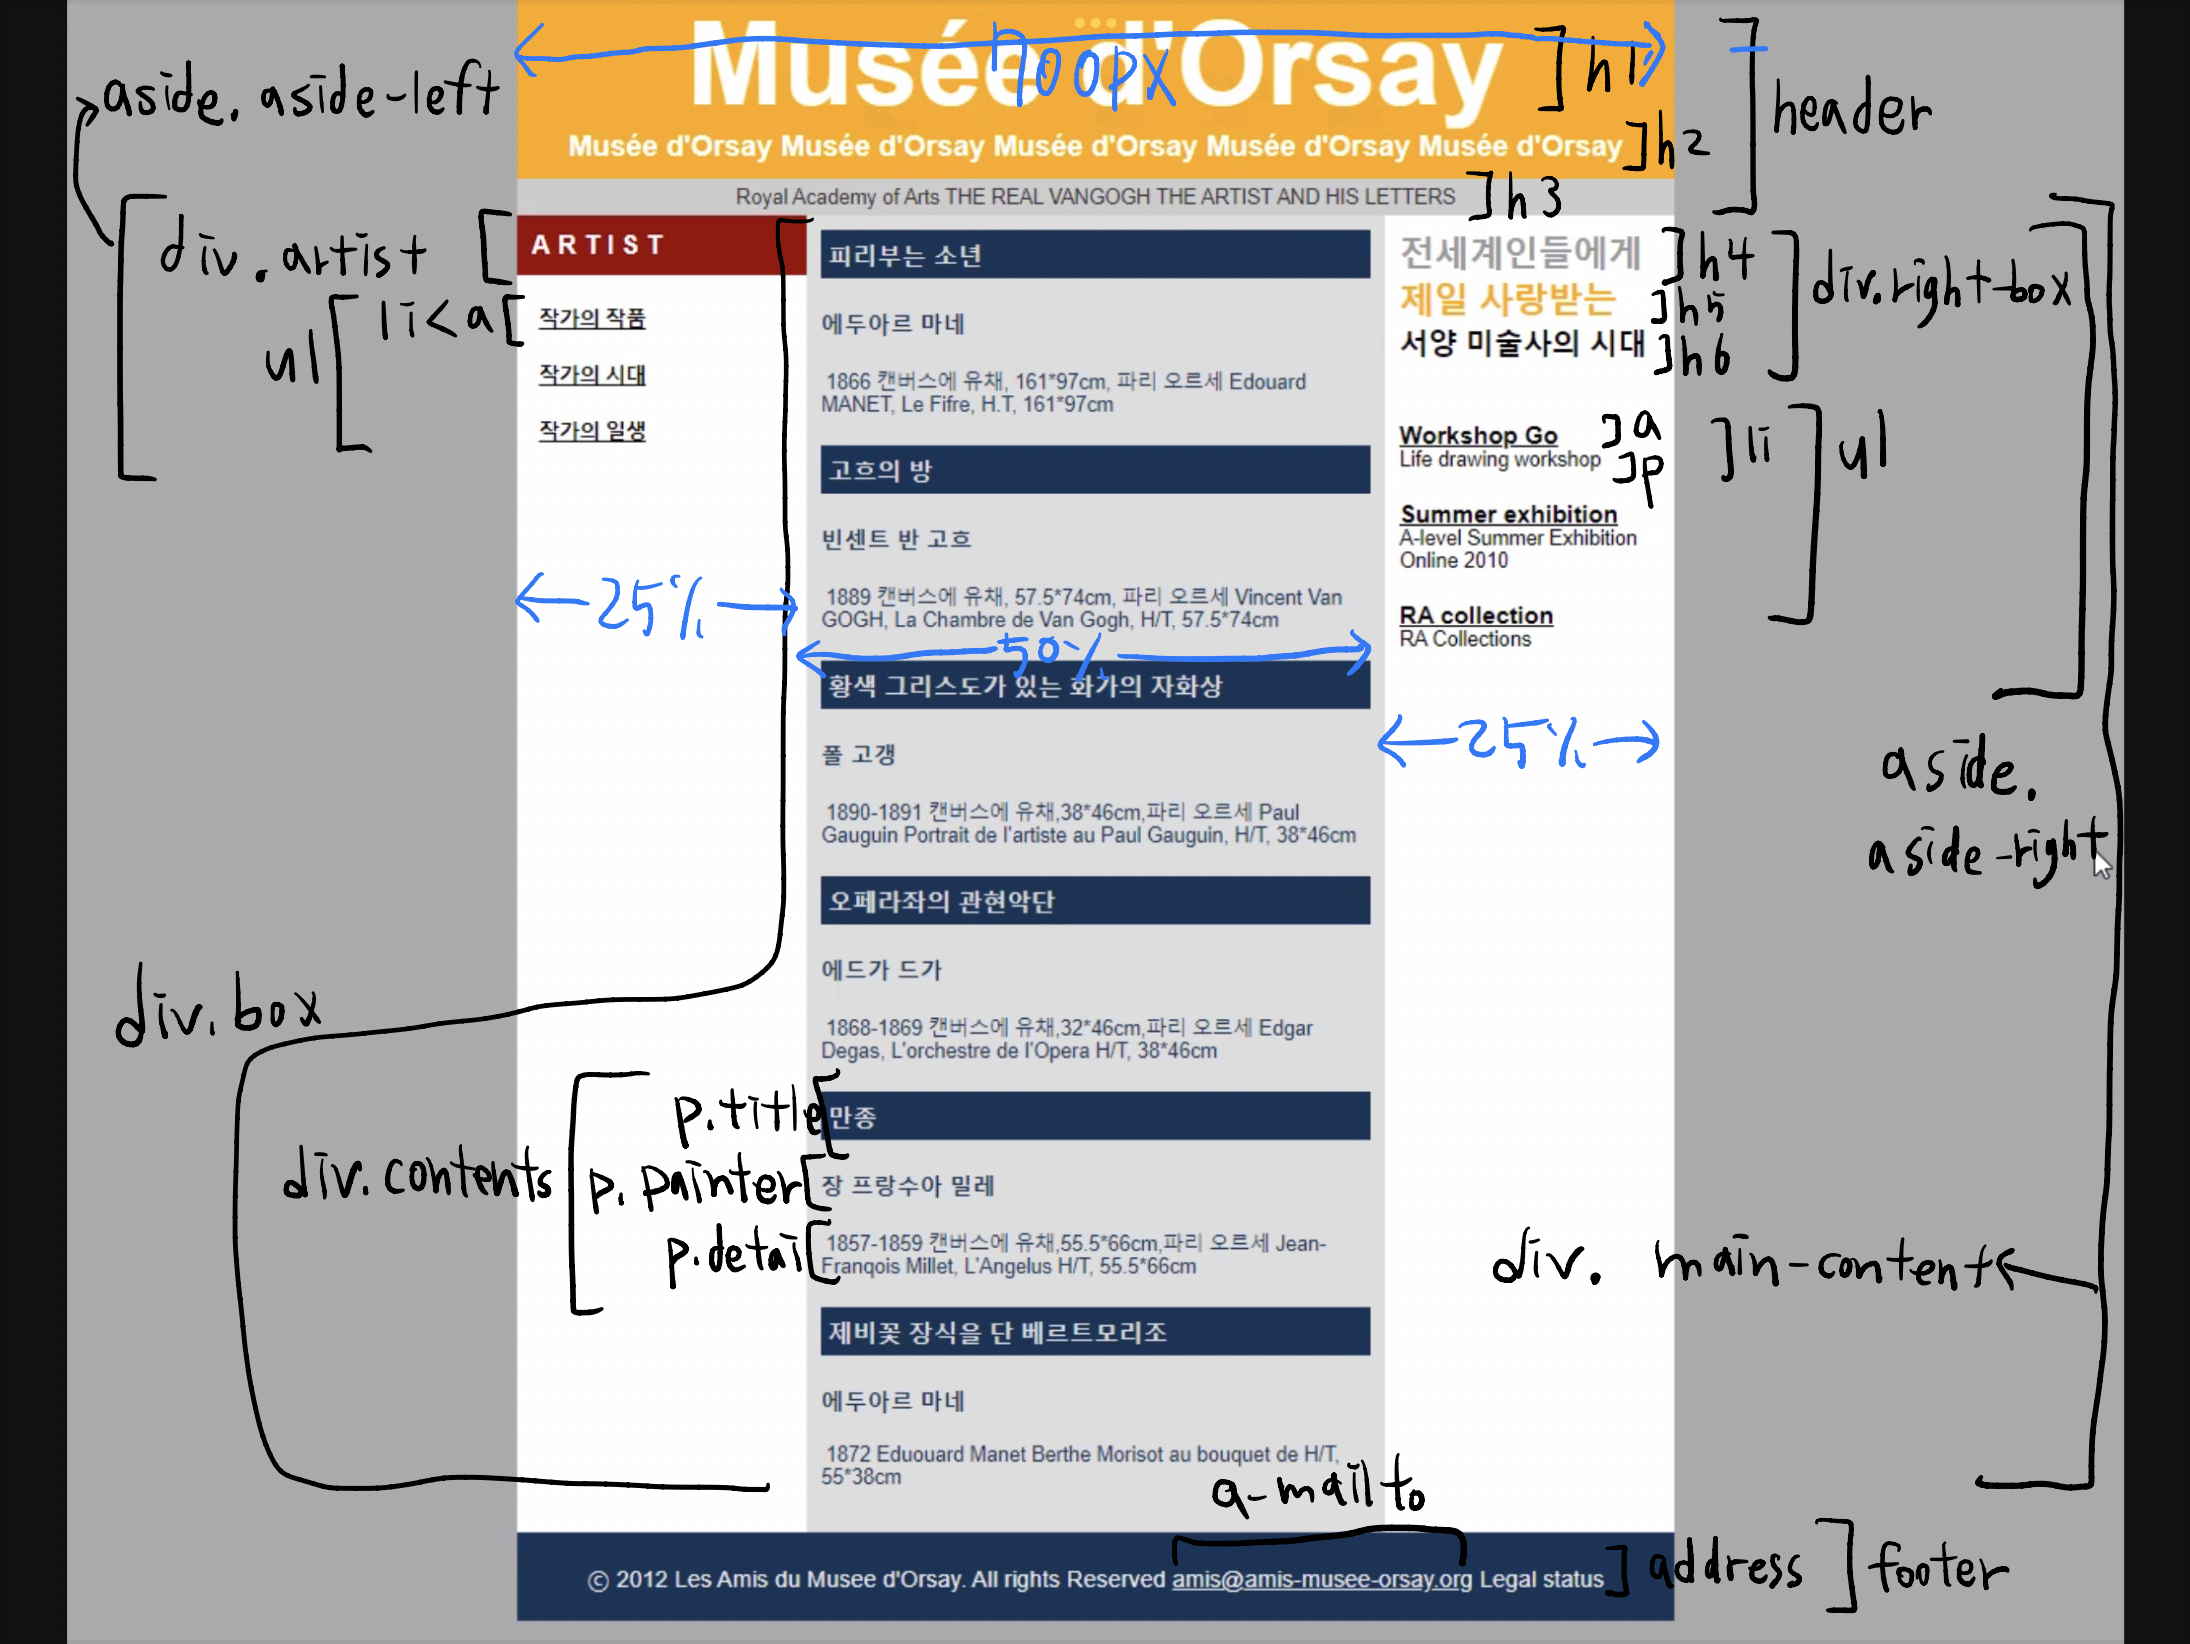 Musée d'Orsay
700px
]h1
Musée d'Orsay Musée d'Orsay Musée d'Orsay Musée d'Orsay Musée d'Orsay
]h2
]header
Royal Academy of Arts THE REAL VANGOGH THE ARTIST AND HIS LETTERS
]h3
aside. aside-left
div.artist [
ARTIST
ul[
li<a[
작가의 작품
작가의 시대
작가의 일생
25%
피리부는 소년
에두아르 마네
1866 캔버스에 유채, 161*97cm, 파리 오르세 Edouard
MANET, Le Fifre, H.T, 161*97cm
고흐의 방
빈센트 반 고흐
1889 캔버스에 유채, 57.5*74cm, 파리 오르세 Vincent Van
GOGH, La Chambre de Van Gogh, H/T, 57.5*74cm
50%
황색 그리스도가 있는 화가의 자화상
폴 고갱
1890-1891 캔버스에 유채,38*46cm,파리 오르세 Paul
Gauguin Portrait de l'artiste au Paul Gauguin, H/T, 38*46cm
오페라좌의 관현악단
에드가 드가
1868-1869 캔버스에 유채,32*46cm,파리 오르세 Edgar
Degas, L'orchestre de l'Opera H/T, 38*46cm
div.box
div.contents
p.title[
만종
p.painter[
장 프랑수아 밀레
p.detail[
1857-1859 캔버스에 유채,55.5*66cm,파리 오르세 Jean-
Franqois Millet, L'Angelus H/T, 55.5*66cm
제비꽃 장식을 단 베르트모리조
에두아르 마네
1872 Eduouard Manet Berthe Morisot au bouquet de H/T,
55*38cm
전세계인들에게
]h4
제일 사랑받는
]h5
서양 미술사의 시대
]h6
]div.right-box
Workshop Go
]a
Life drawing workshop
]p
]li
]ul
Summer exhibition
A-level Summer Exhibition
Online 2010
RA collection
RA Collections
25%
aside.
aside-right
div. main-content
a-mailto
© 2012 Les Amis du Musee d'Orsay. All rights Reserved amis@amis-musee-orsay.org Legal status
]address
]footer